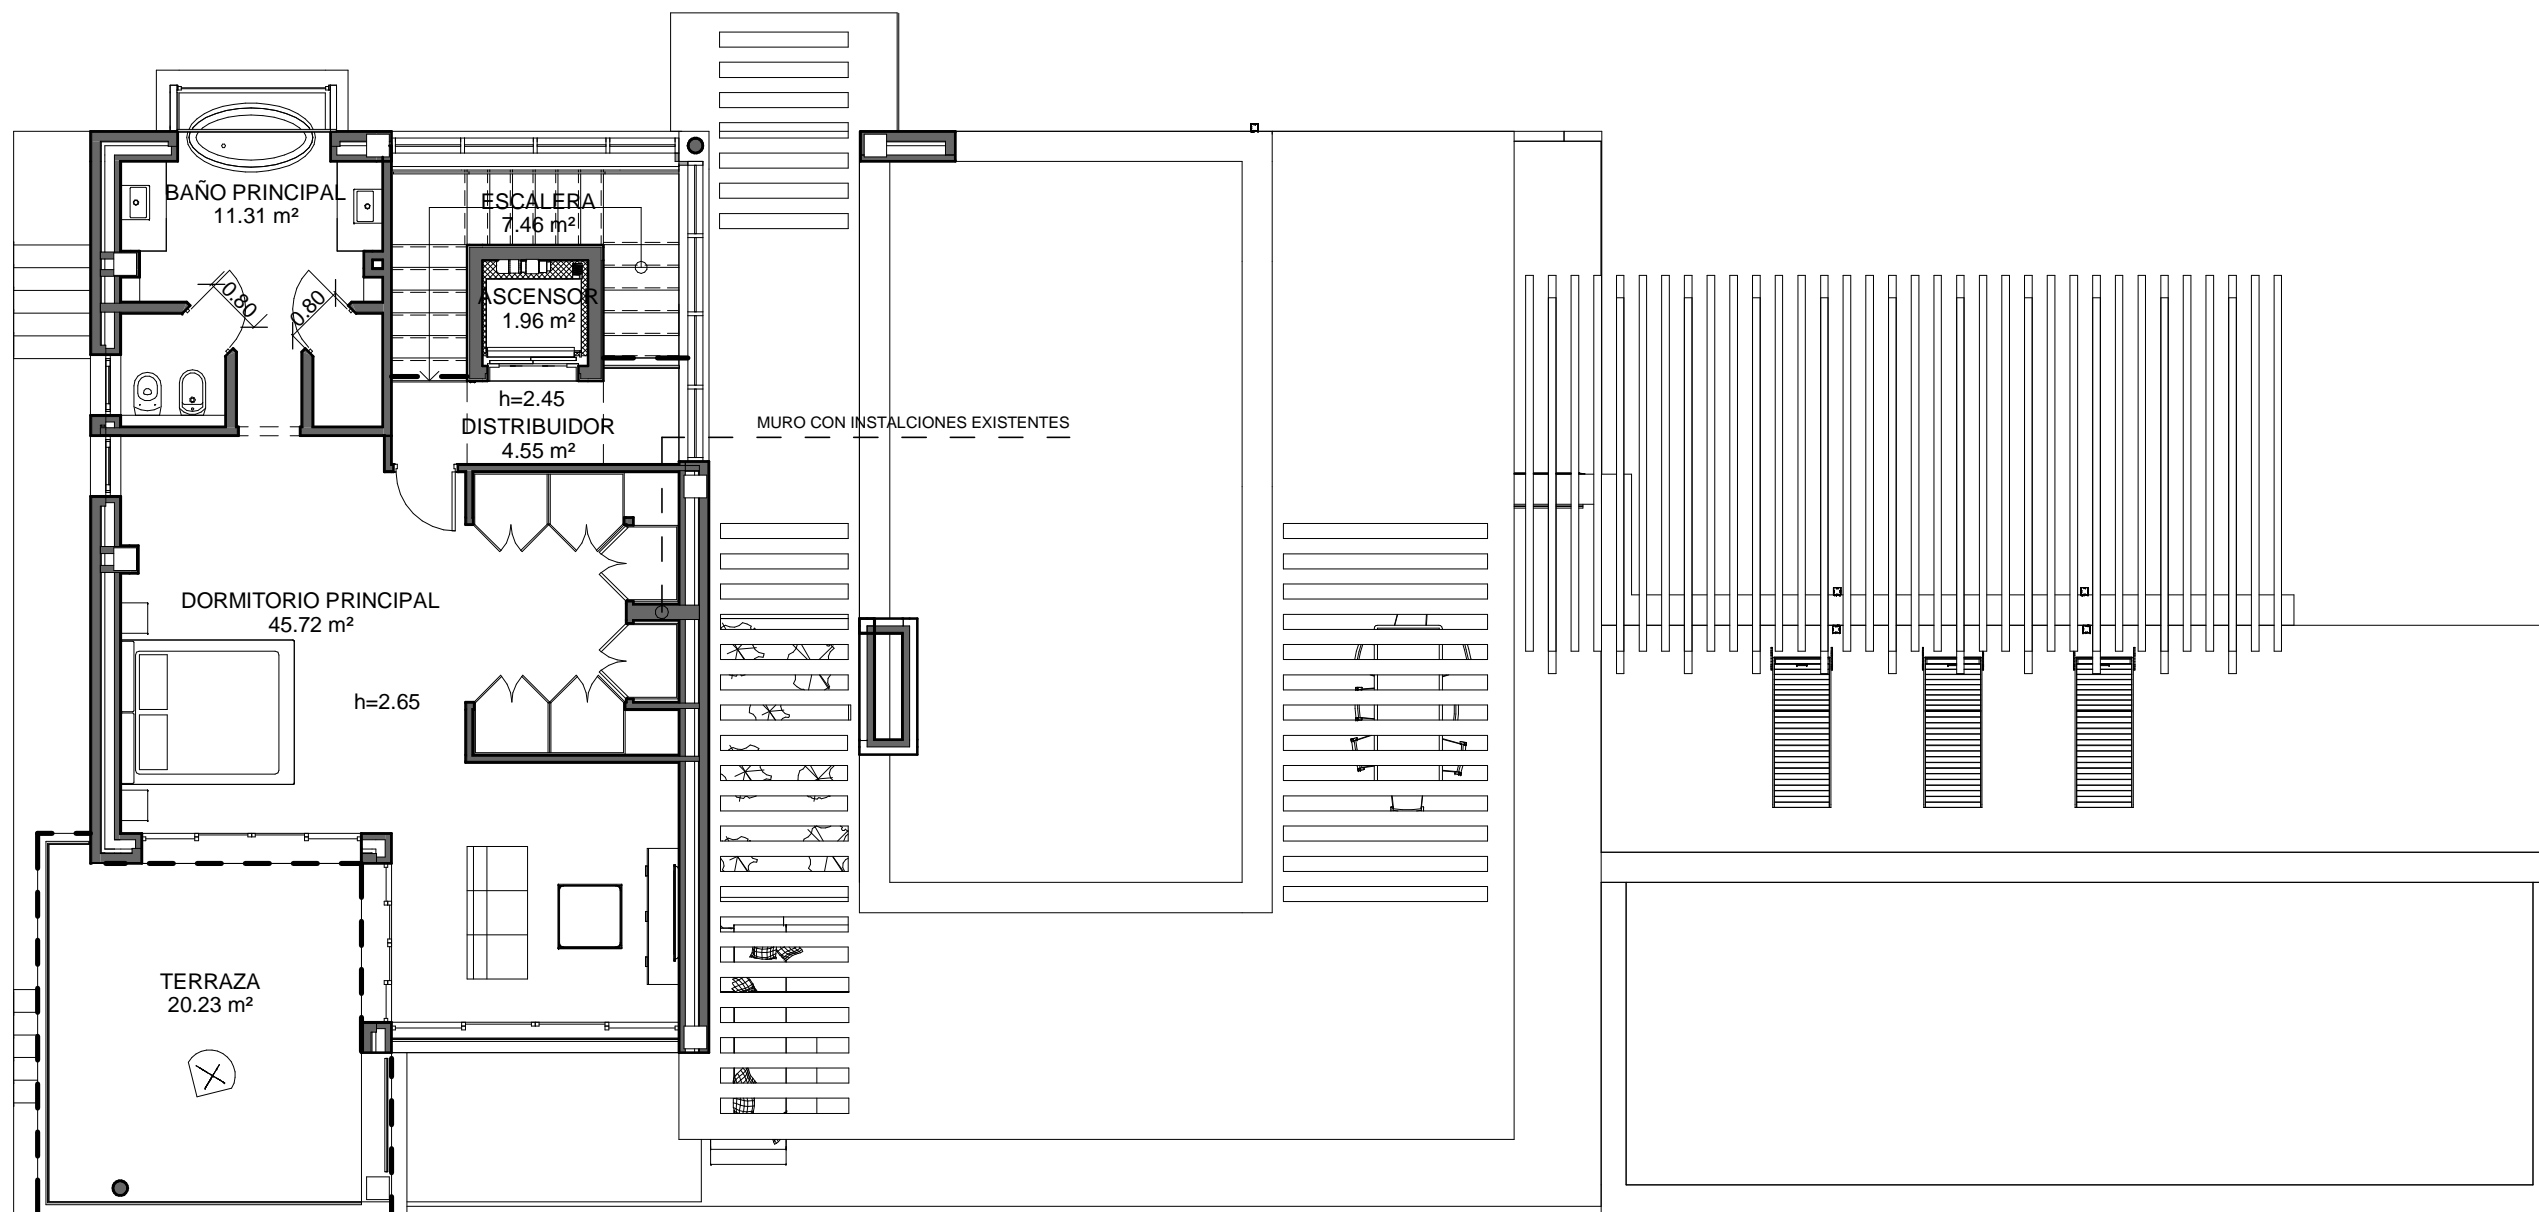 BAÑO PRINCIPAL
11.31 m²
ESCALERA
7.46 m²
0.80
0.80
ASCENSOR
1.96 m²
h=2.45
DISTRIBUIDOR
4.55 m²
MURO CON INSTALCIONES EXISTENTES
DORMITORIO PRINCIPAL
45.72 m²
h=2.65
TERRAZA
20.23 m²